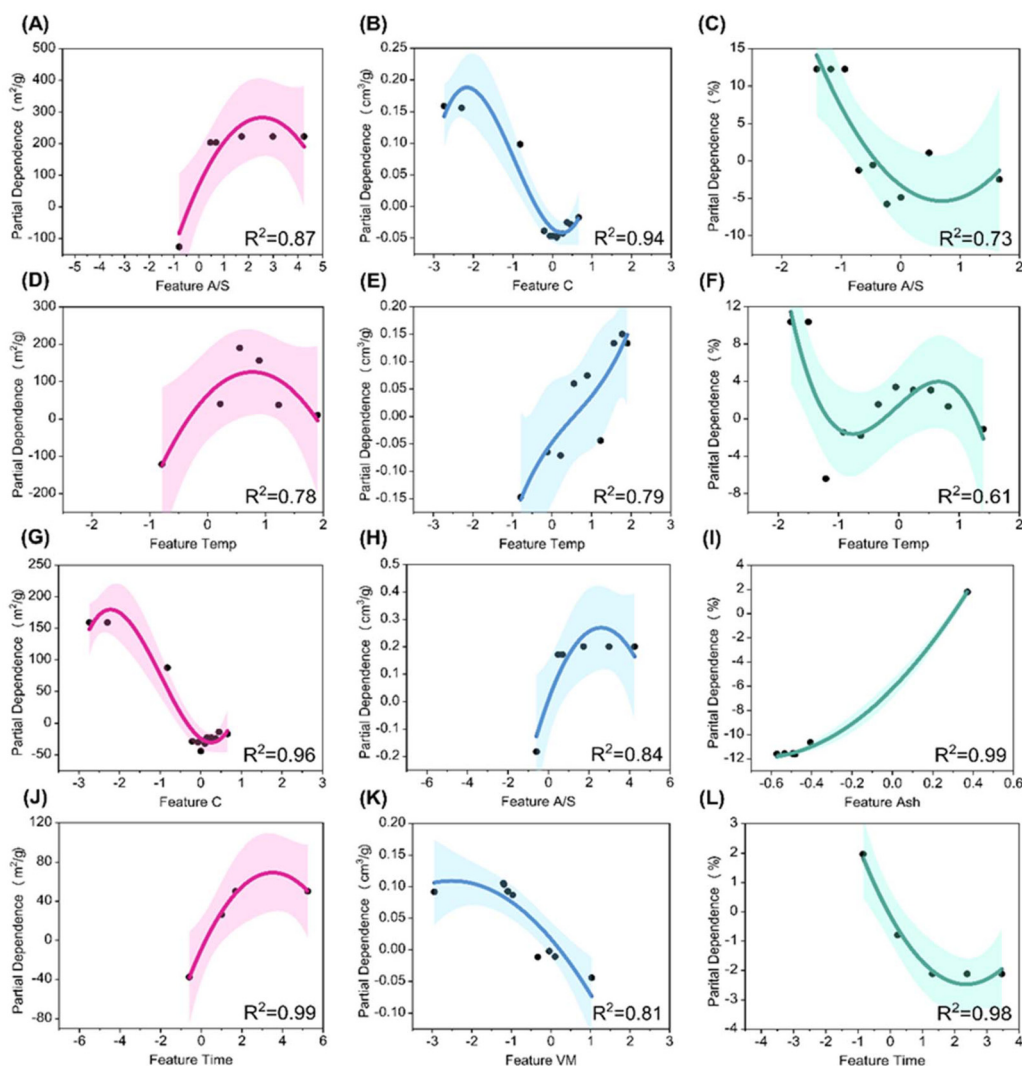 (A)
500
400
300
200
100
0
-100
Partial Dependence (m²/g)
-5 -4 -3 -2 -1 0 1 2 3 4 5
Feature A/S
R²=0.87
(B)
0.25
0.20
0.15
0.10
0.05
0.00
-0.05
Partial Dependence (cm³/g)
-3 -2 -1 0 1 2 3
Feature C
R²=0.94
(C)
15
10
5
0
-5
-10
Parital Dependence (%)
-2 -1 0 1 2
Feature A/S
R²=0.73
(D)
300
200
100
0
-100
-200
Partial Dependence (m²/g)
-2 -1 0 1 2
Feature Temp
R²=0.78
(E)
0.20
0.15
0.10
0.05
0.00
-0.05
-0.10
-0.15
Partial Dependence (cm³/g)
-3 -2 -1 0 1 2 3
Feature Temp
R²=0.79
(F)
12
8
4
0
-4
-8
Parital Dependence (%)
-2 -1 0 1 2
Feature Temp
R²=0.61
(G)
250
200
150
100
50
0
-50
Partial Dependence (m²/g)
-3 -2 -1 0 1 2 3
Feature C
R²=0.96
(H)
0.5
0.4
0.3
0.2
0.1
0.0
-0.1
-0.2
Partial Dependence (cm³/g)
-6 -4 -2 0 2 4 6
Feature A/S
R²=0.84
(I)
4
2
0
-2
-4
-6
-8
-10
-12
Parital Dependence (%)
-0.6 -0.4 -0.2 0.0 0.2 0.4 0.6
Feature Ash
R²=0.99
(J)
120
80
40
0
-40
-80
Partial Dependence (m²/g)
-6 -4 -2 0 2 4 6
Feature Time
R²=0.99
(K)
0.20
0.15
0.10
0.05
0.00
-0.05
0.10
Partial Dependence (cm³/g)
-3 -2 -1 0 1 2 3
Feature VM
R²=0.81
(L)
3
2
1
0
-1
-2
-3
-4
Parital Dependence (%)
-4 -3 -2 -1 0 1 2 3 4
Feature Time
R²=0.98